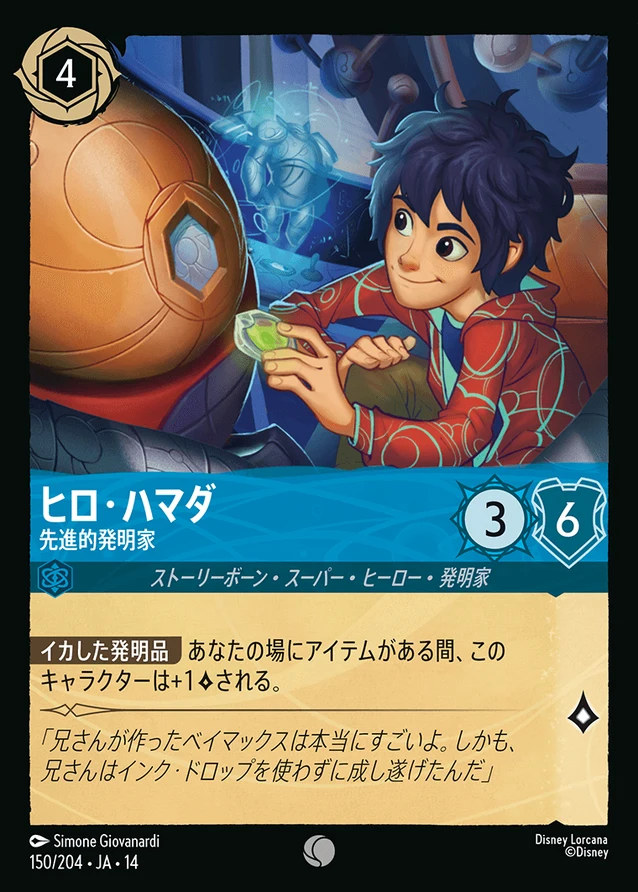 4
ヒロ・ハマダ
先進的発明家
3
6
ストーリーボーン・スーパー・ヒーロー・発明家
イカした発明品 あなたの場にアイテムがある間、この
キャラクターは+1される。
「兄さんが作ったベイマックスは本当にすごいよ。しかも、
兄さんはインク・ドロップを使わずに成し遂げたんだ」
Simone Giovanardi
150/204・JA・14
Disney Lorcana
©Disney